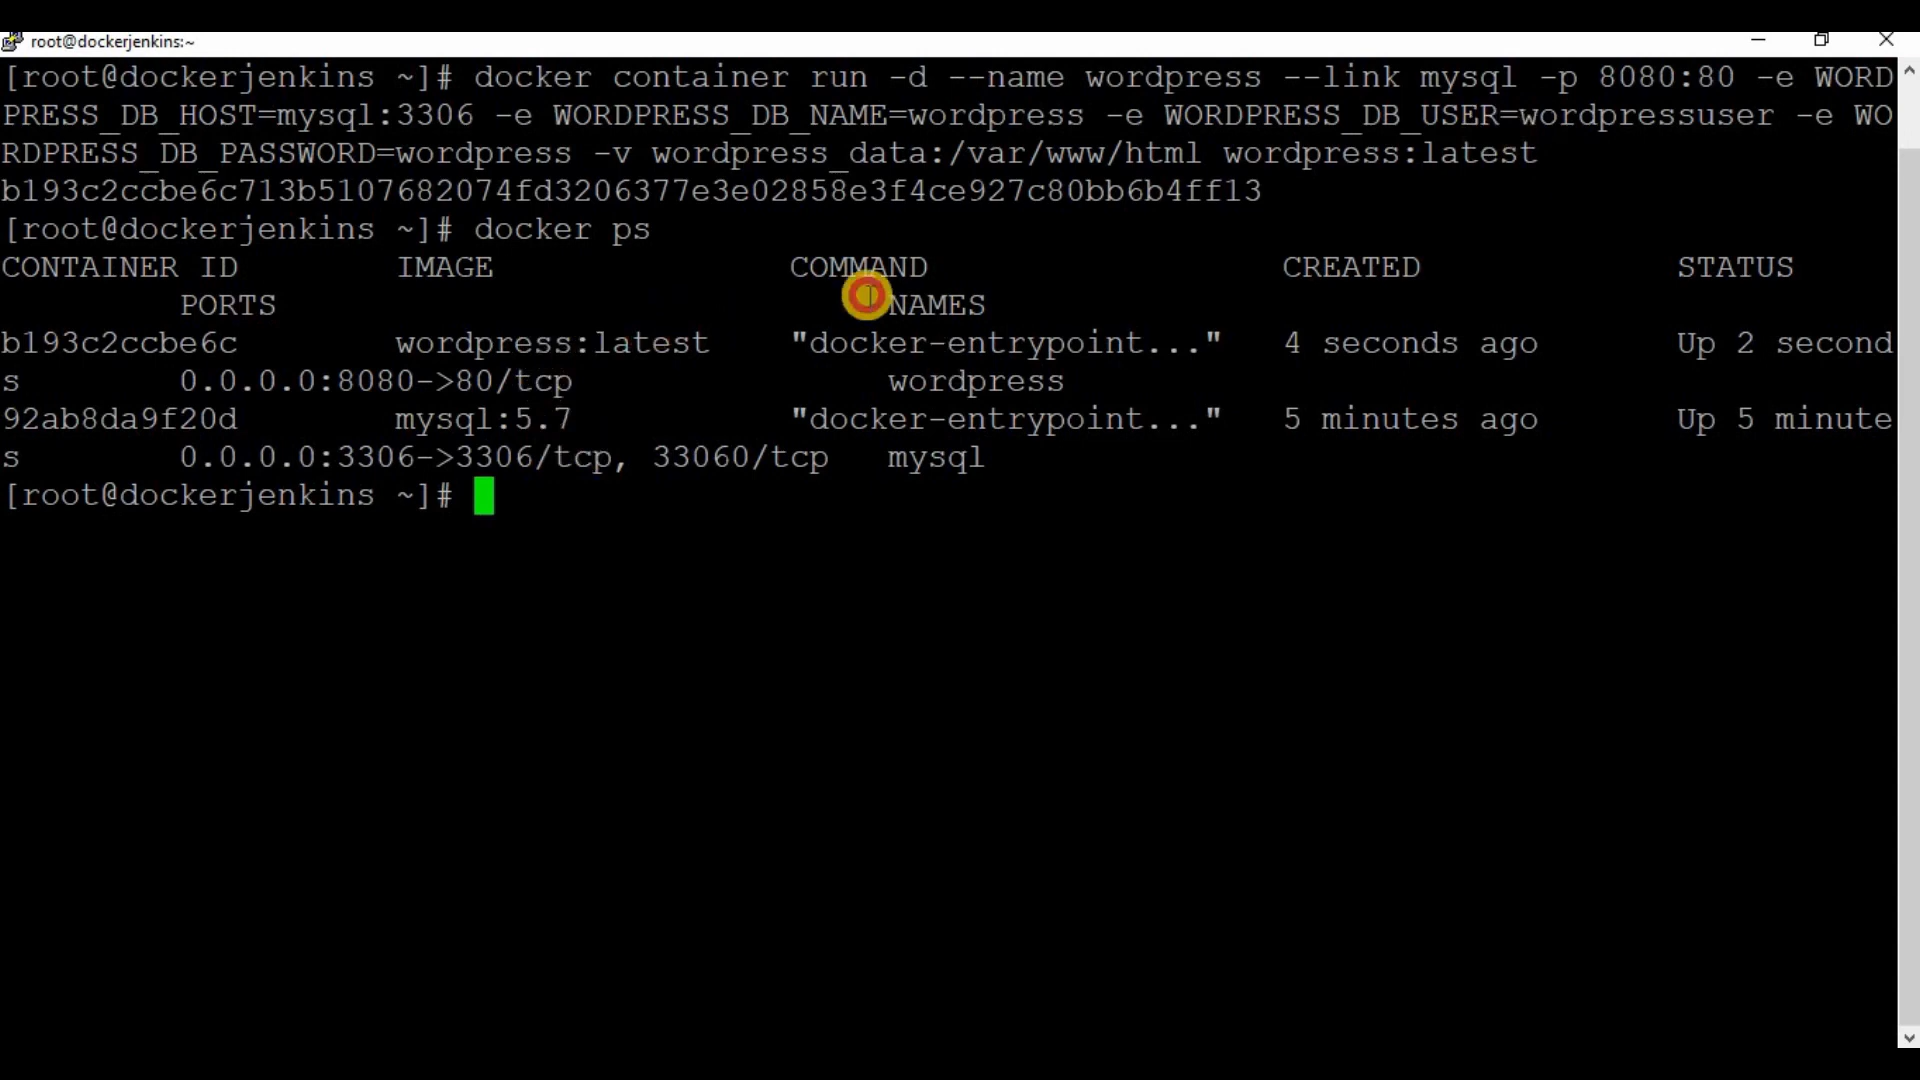 root@dockerjenkins:~
[root@dockerjenkins ~]# docker container run -d --name wordpress --link mysql -p 8080:80 -e WORD
PRESS_DB_HOST=mysql:3306 -e WORDPRESS_DB_NAME=wordpress -e WORDPRESS_DB_USER=wordpressuser -e WO
RDPRESS_DB_PASSWORD=wordpress -v wordpress_data:/var/www/html wordpress:latest
b193c2ccbe6c713b5107682074fd3206377e3e02858e3f4ce927c80bb6b4ff13
[root@dockerjenkins ~]# docker ps
CONTAINER ID        IMAGE               COMMAND                  CREATED             STATUS
         PORTS                               NAMES
b193c2ccbe6c        wordpress:latest    "docker-entrypoint..."   4 seconds ago       Up 2 second
s        0.0.0.0:8080->80/tcp                wordpress
92ab8da9f20d        mysql:5.7           "docker-entrypoint..."   5 minutes ago       Up 5 minute
s        0.0.0.0:3306->3306/tcp, 33060/tcp   mysql
[root@dockerjenkins ~]#